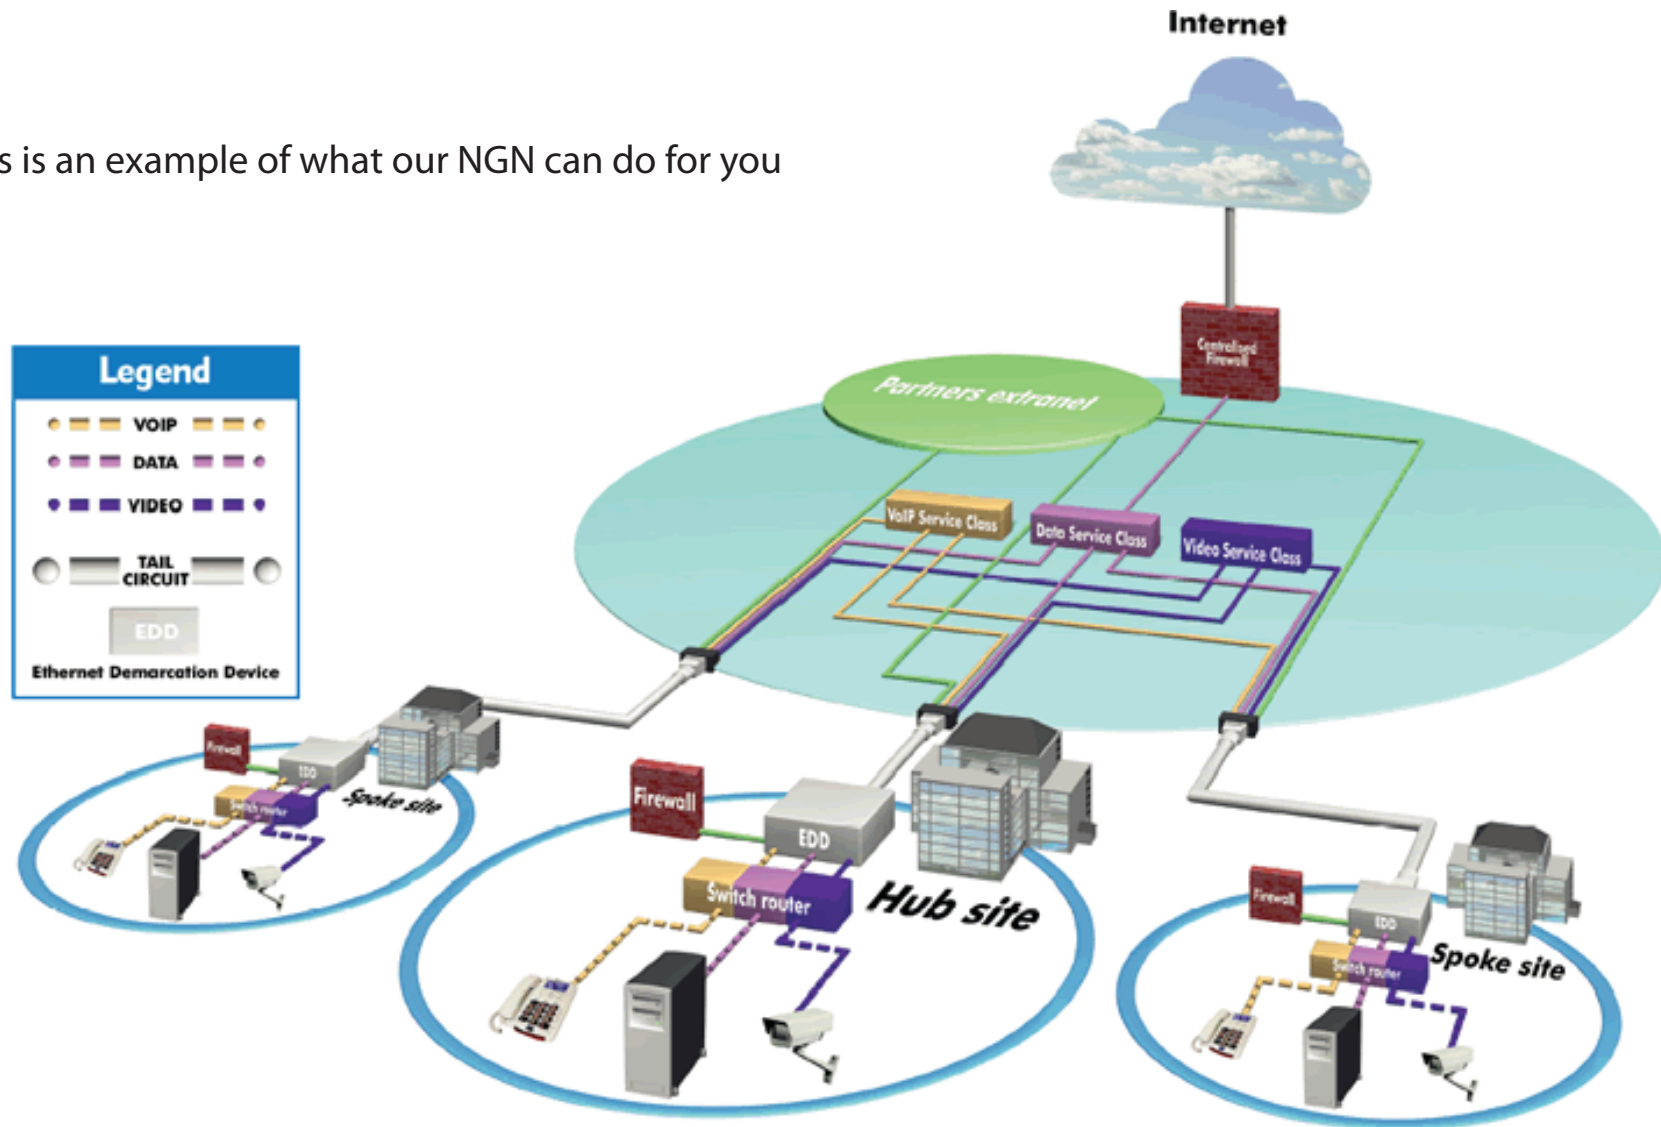 Internet
s is an example of what our NGN can do for you
Centralised
Firewall
Legend
VOIP
DATA
VIDEO
TAIL
CIRCUIT
EDD
Ethernet Demarcation Device
Partners extranet
VoIP Service Class
Data Service Class
Video Service Class
Firewall
EDD
Switch router
Spoke site
Firewall
EDD
Switch router
Hub site
Firewall
EDD
Switch router
Spoke site